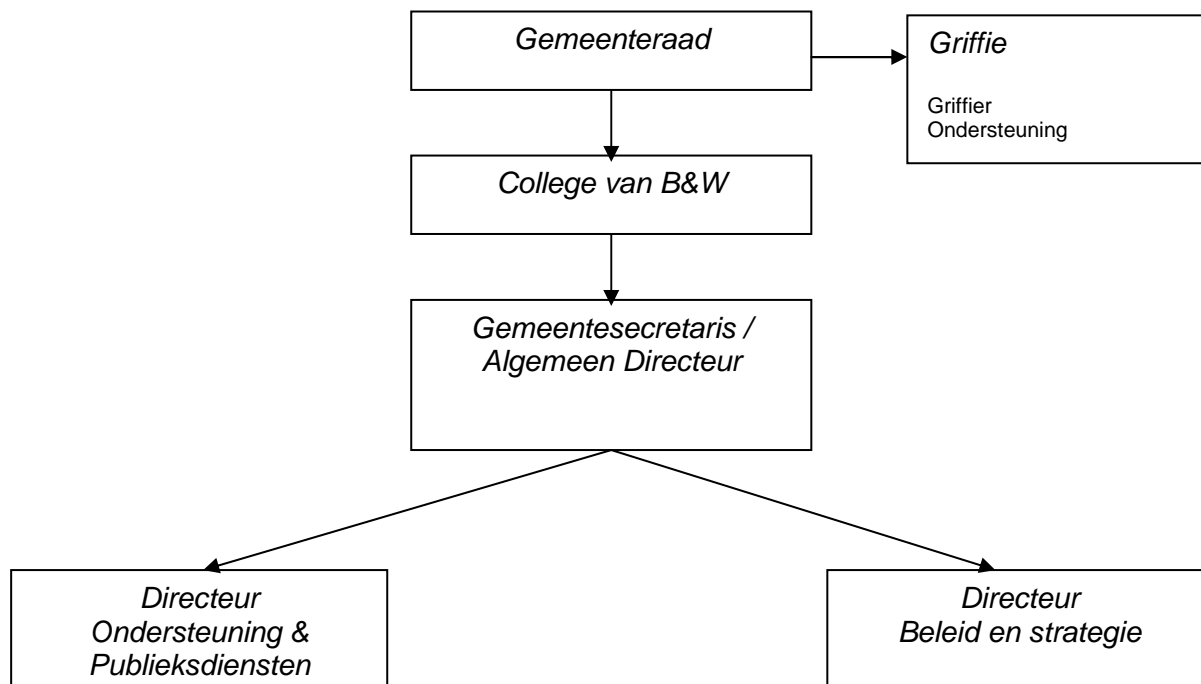 Gemeenteraad
Griffie
Griffier
Ondersteuning
College van B&W
Gemeentesecretaris /
Algemeen Directeur
Directeur
Ondersteuning &
Publieksdiensten
Directeur
Beleid en strategie